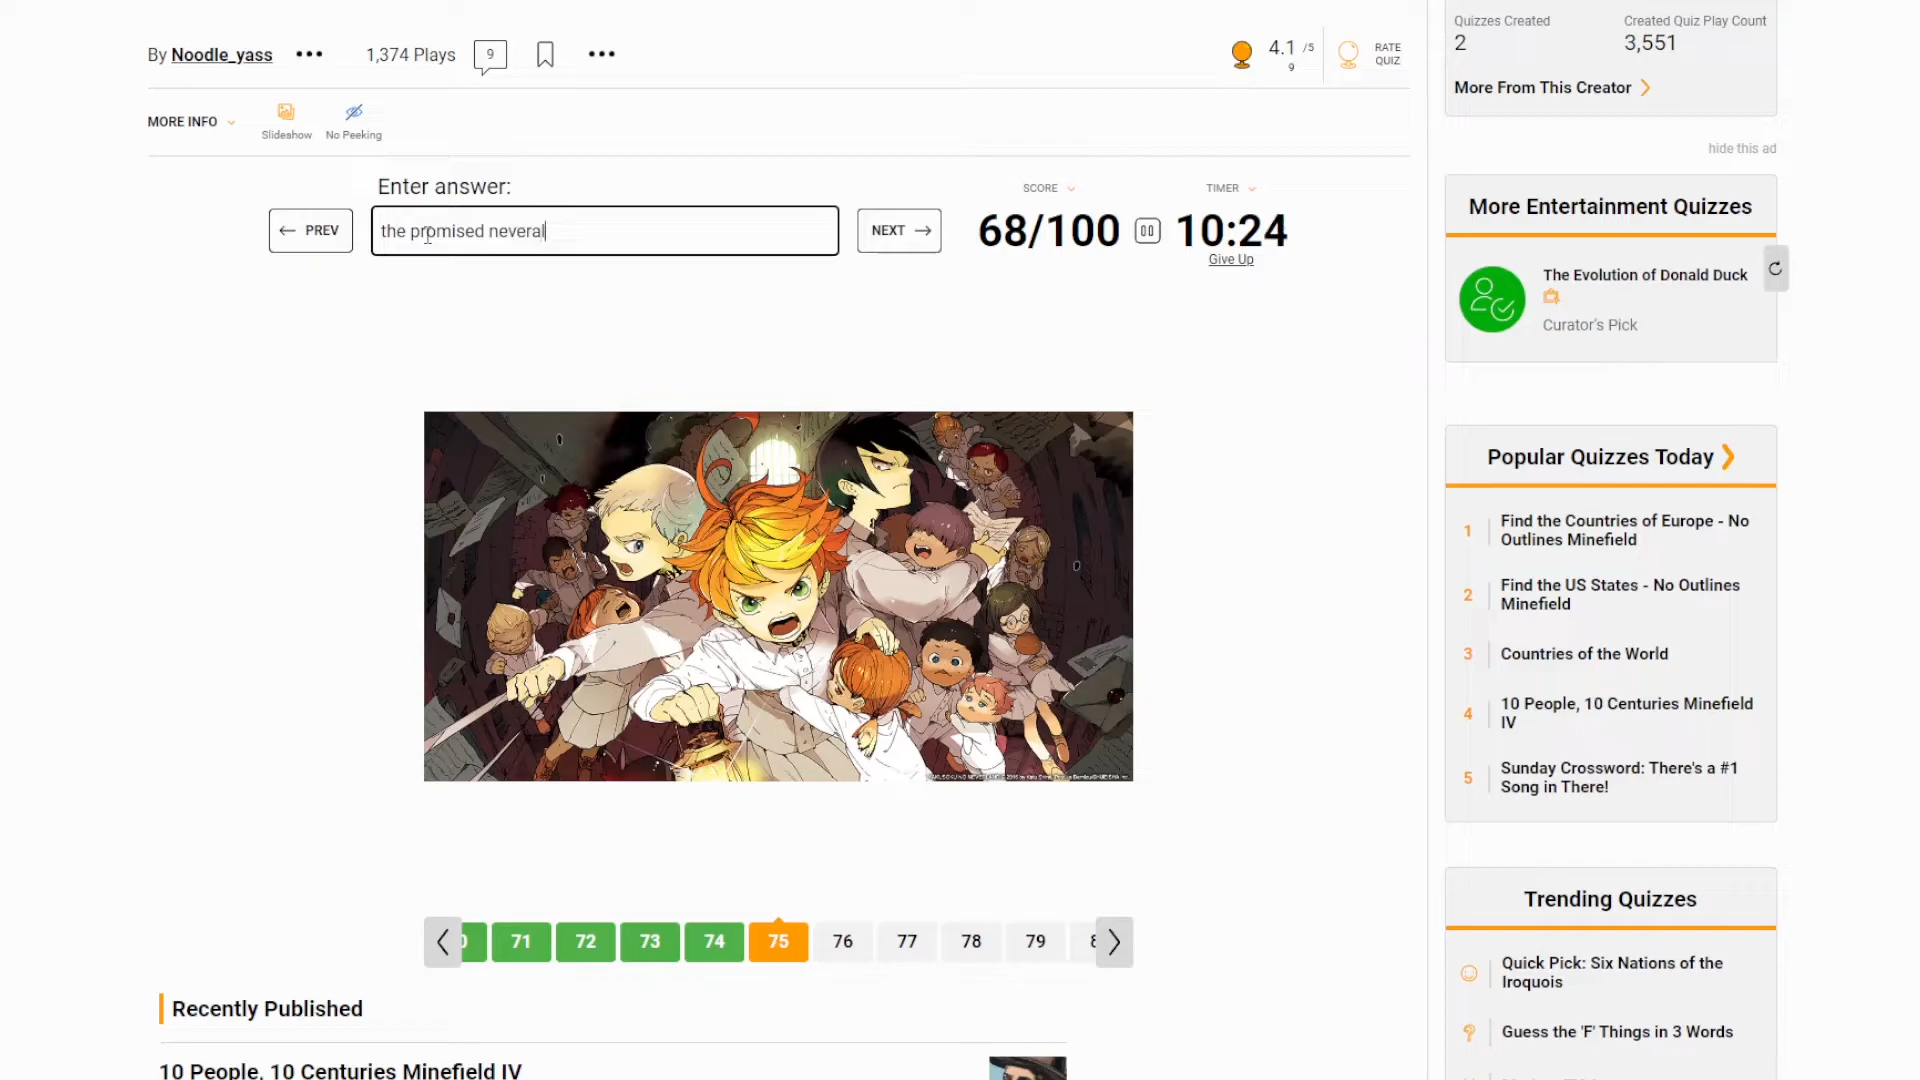 By Noodle_yass
1,374 Plays
9
4.1 /5
9
RATE QUIZ
MORE INFO
Slideshow
No Peeking
Enter answer:
PREV
the promised neveral
NEXT
SCORE
68/100
TIMER
10:24
Give Up
71
72
73
74
75
76
77
78
79
Recently Published
10 People, 10 Centuries Minefield IV
Quizzes Created
2
Created Quiz Play Count
3,551
More From This Creator
hide this ad
More Entertainment Quizzes
The Evolution of Donald Duck
Curator's Pick
Popular Quizzes Today
1
Find the Countries of Europe - No
Outlines Minefield
2
Find the US States - No Outlines
Minefield
3
Countries of the World
4
10 People, 10 Centuries Minefield
IV
5
Sunday Crossword: There's a #1
Song in There!
Trending Quizzes
Quick Pick: Six Nations of the
Iroquois
Guess the 'F' Things in 3 Words